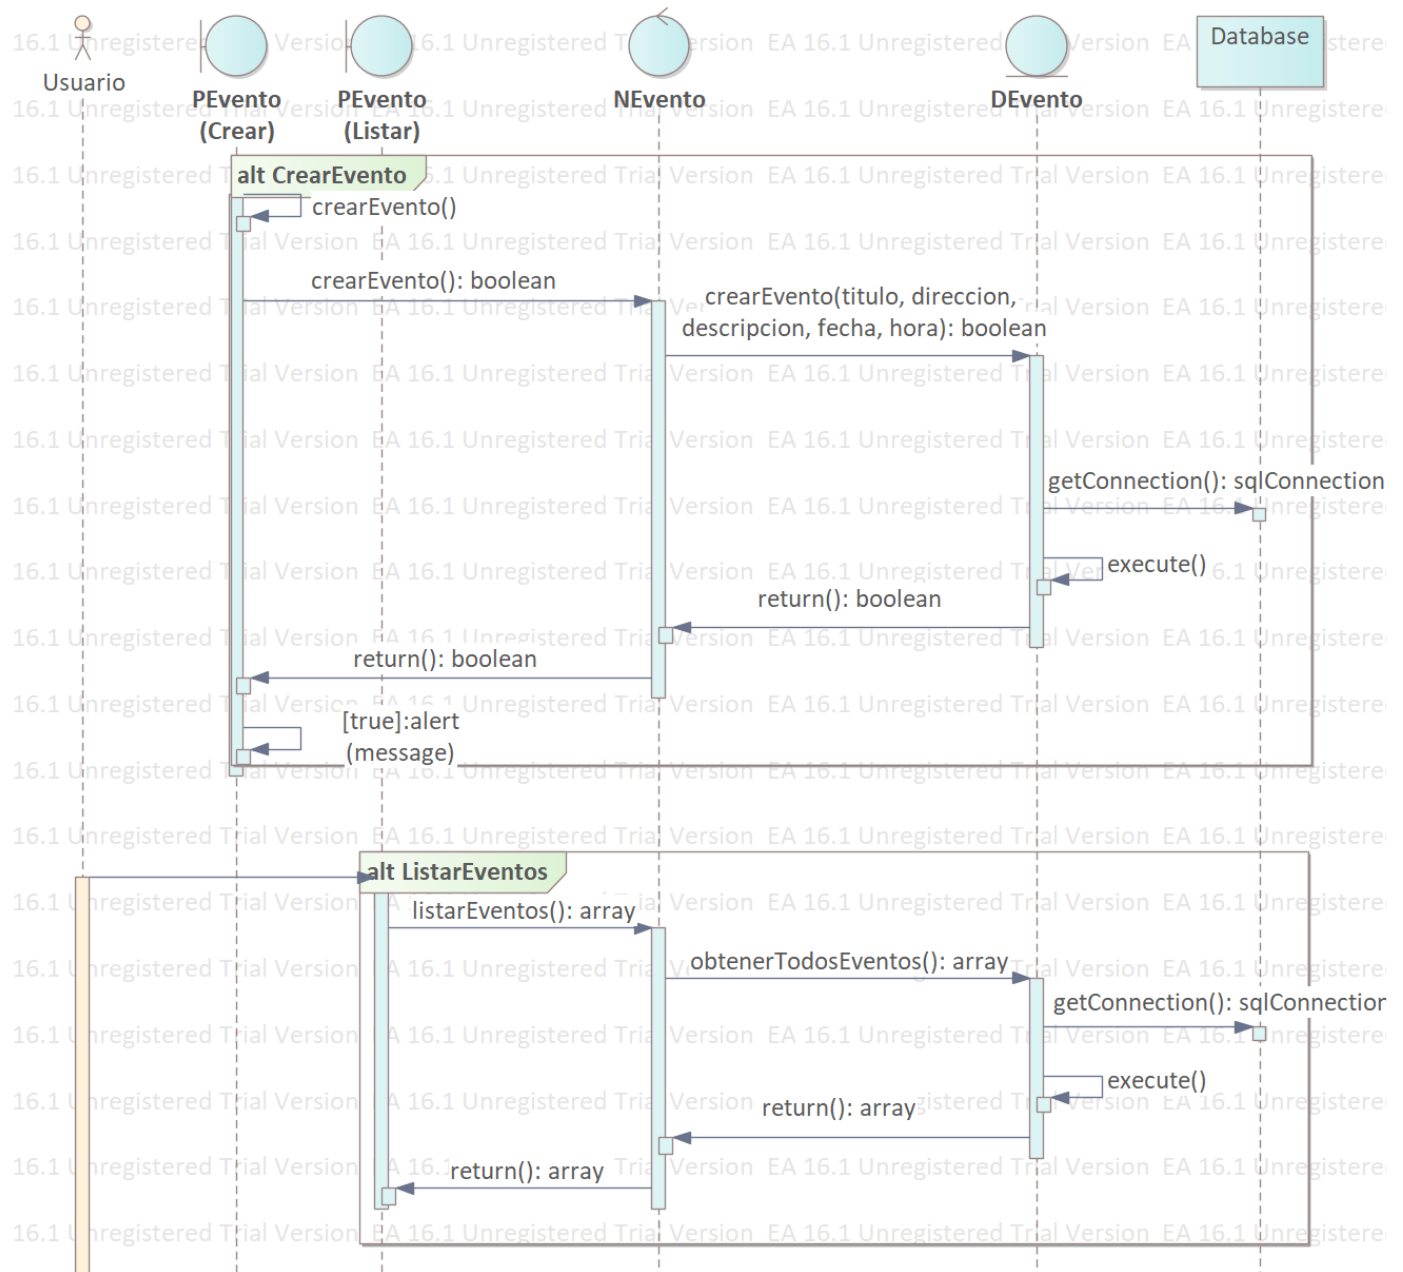 Usuario
PEvento
(Crear)
PEvento
(Listar)
NEvento
DEvento
Database
alt CrearEvento
crearEvento()
crearEvento(): boolean
crearEvento(titulo, direccion,
descripcion, fecha, hora): boolean
getConnection(): sqlConnection
execute()
return(): boolean
return(): boolean
[true]:alert
(message)
alt ListarEventos
listarEventos(): array
obtenerTodosEventos(): array
getConnection(): sqlConnection
execute()
return(): array
return(): array